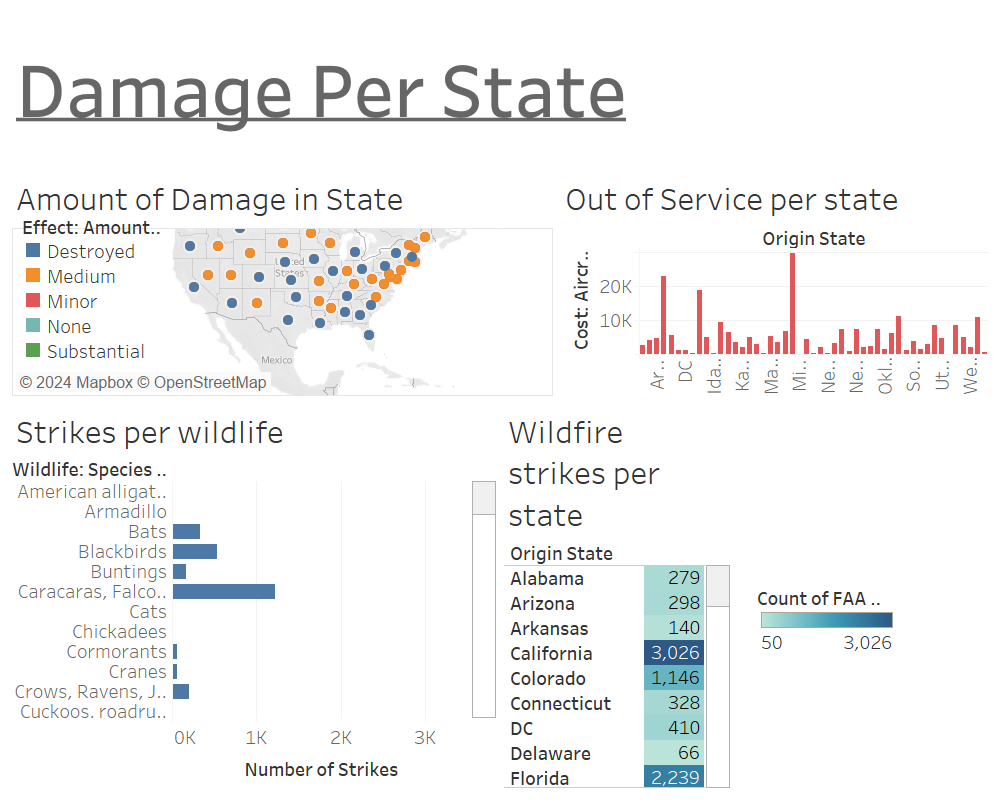 Damage Per State
Amount of Damage in State
Effect: Amount..
Destroyed
Medium
Minor
None
Substantial
United
States
Mexico
© 2024 Mapbox © OpenStreetMap
Out of Service per state
Origin State
Cost: Aircr..
20K
10K
Ar..
DC
Ida..
Ka..
Ma..
Mi..
Ne..
Ne..
Okl..
So..
Ut..
We..
Strikes per wildlife
Wildlife: Species ..
American alligat..
Armadillo
Bats
Blackbirds
Buntings
Caracaras, Falco..
Cats
Chickadees
Cormorants
Cranes
Crows, Ravens, J..
Cuckoos, roadru..
0K 1K 2K 3K
Number of Strikes
Wildfire
strikes per
state
Origin State
Alabama 279
Arizona 298
Arkansas 140
California 3,026
Colorado 1,146
Connecticut 328
DC 410
Delaware 66
Florida 2,239
Count of FAA ..
50 3,026